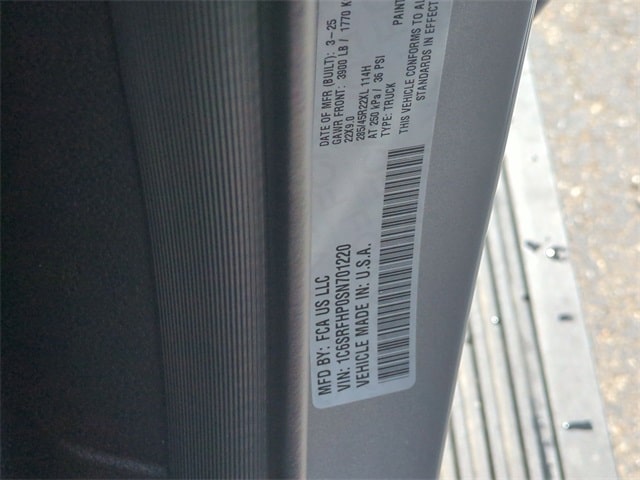 MFD BY: FCA US LLC
VIN: 1C6SRFHP0SN701220
VEHICLE MADE IN: U.S.A.
DATE OF MFR (BUILT): 3-25
GAWR FRONT: 3900 LB / 1770 K
22X9.0
285/45R22XL 114H
AT 250 kPa / 36 PSI
TYPE: TRUCK
PAINT
THIS VEHICLE CONFORMS TO AL
STANDARDS IN EFFECT